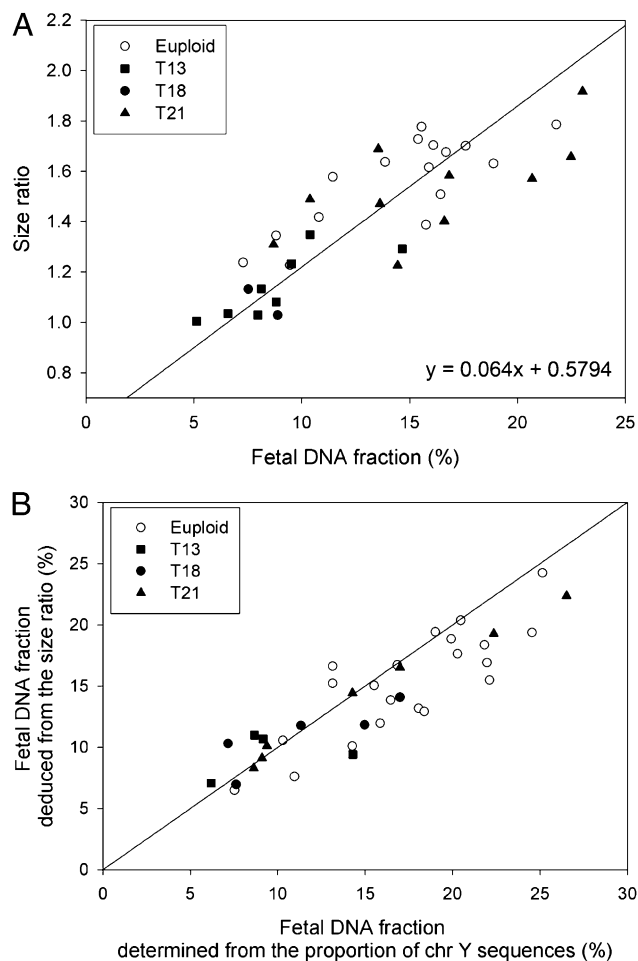 A
Size ratio
2.2
2.0
1.8
1.6
1.4
1.2
1.0
0.8
Euploid
T13
T18
T21
y = 0.064x + 0.5794
0 5 10 15 20 25
Fetal DNA fraction (%)
B
Fetal DNA fraction
deduced from the size ratio (%)
30
25
20
15
10
5
0
Euploid
T13
T18
T21
0 5 10 15 20 25 30
Fetal DNA fraction
determined from the proportion of chr Y sequences (%)